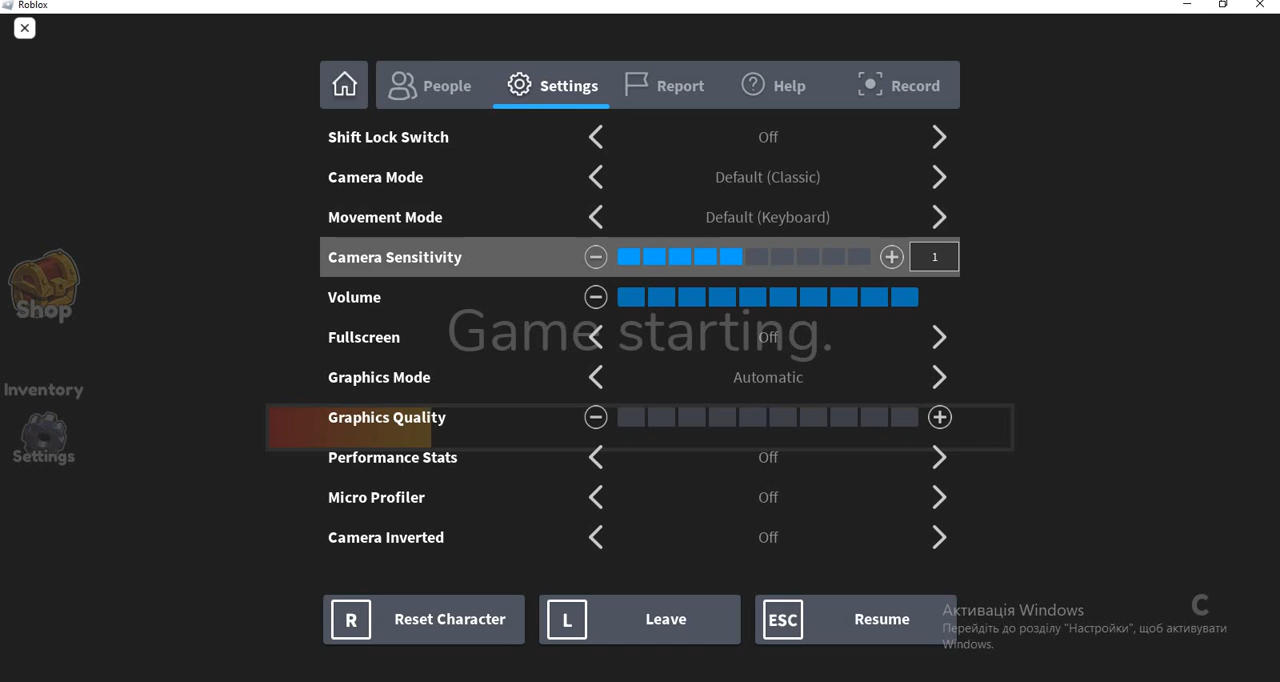 Roblox
People
Settings
Report
Help
Record
Shift Lock Switch Off
Camera Mode Default (Classic)
Movement Mode Default (Keyboard)
Camera Sensitivity 1
Volume
Game starting.
Fullscreen Off
Graphics Mode Automatic
Graphics Quality
Performance Stats Off
Micro Profiler Off
Camera Inverted Off
Shop
Inventory
Settings
R Reset Character
L Leave
ESC Resume
C
Активація Windows
Перейдіть до розділу "Настройки", щоб активувати
Windows.